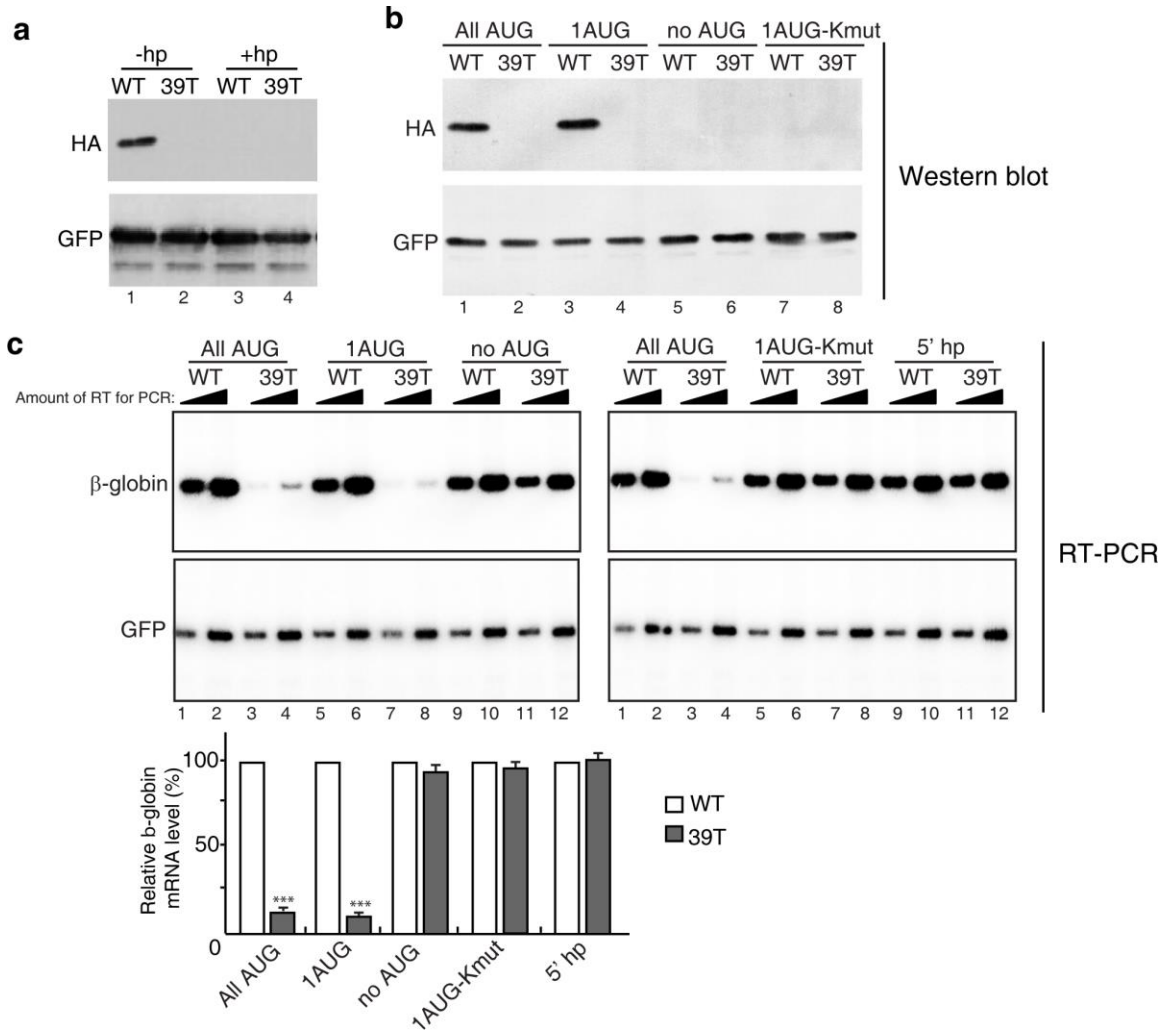 a
-hp +hp
WT 39T WT 39T
HA
GFP
1 2 3 4
b
All AUG 1AUG no AUG 1AUG-Kmut
WT 39T WT 39T WT 39T WT 39T
HA
GFP
1 2 3 4 5 6 7 8
Western blot
c
All AUG 1AUG no AUG All AUG 1AUG-Kmut 5' hp
WT 39T WT 39T WT 39T WT 39T WT 39T WT 39T
Amount of RT for PCR:
β-globin
GFP
1 2 3 4 5 6 7 8 9 10 11 12 1 2 3 4 5 6 7 8 9 10 11 12
RT-PCR
Relative b-globin
mRNA level (%)
100
50
0
*** ***
WT
39T
All AUG 1AUG no AUG 1AUG-Kmut 5' hp